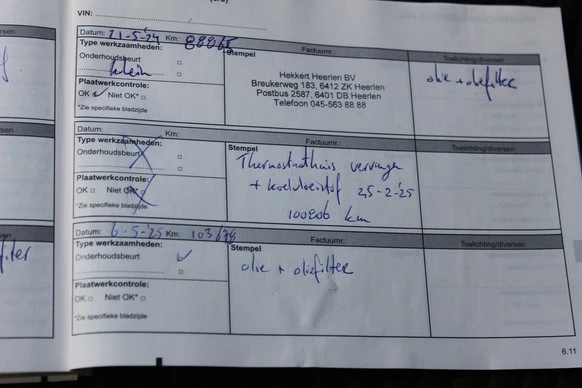 VIN:
Datum: 21-5-24 Km: 88865
Type werkzaamheden:
Onderhoudsbeurt
klein
Plaatwerkcontrole:
OK Niet OK*
*Zie specifieke bladzijde
Stempel
Factuurnr.:
Hekkert Heerlen BV
Breukerweg 183, 6412 ZK Heerlen
Postbus 2587, 6401 DB Heerlen
Telefoon 045-563 88 88
Toelichting/diversen
olie + oliefilter
Datum: Km:
Type werkzaamheden:
Onderhoudsbeurt
Plaatwerkcontrole:
OK Niet OK*
*Zie specifieke bladzijde
Stempel
Factuurnr.:
Thermostaathuis vervangen
+ koelvloeistof 25-2-'25
100806 km
Toelichting/diversen
Datum: 6-5-25 Km:
Type werkzaamheden:
Onderhoudsbeurt
Plaatwerkcontrole:
OK Niet OK*
*Zie specifieke bladzijde
Stempel
Factuurnr.:
olie + oliefilter
Toelichting/diversen
6.11